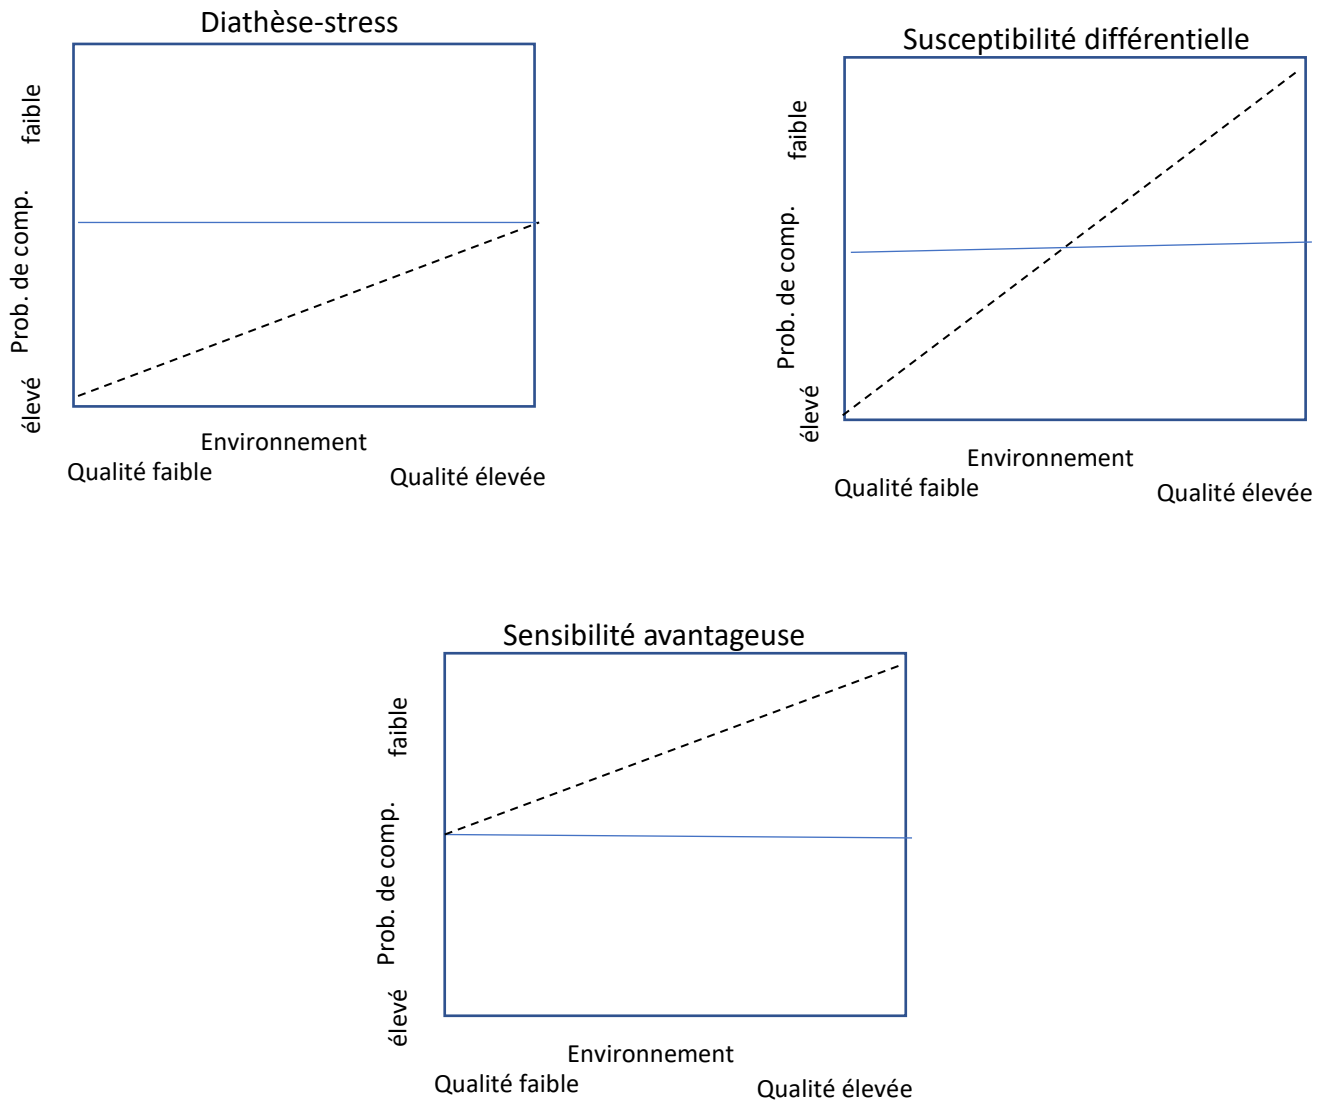 Diathèse-stress
faible
Prob. de comp.
élevé
Environnement
Qualité faible
Qualité élevée
Susceptibilité différentielle
faible
Prob. de comp.
élevé
Environnement
Qualité faible
Qualité élevée
Sensibilité avantageuse
faible
Prob. de comp.
élevé
Environnement
Qualité faible
Qualité élevée